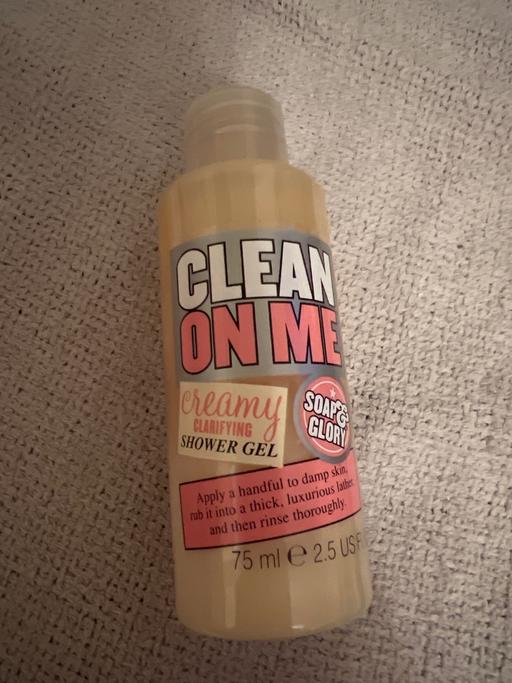 CLEAN
ON ME
creamy
CLARIFYING
SHOWER GEL
SOAP &
GLORY
Apply a handful to damp skin,
rub it into a thick, luxurious lather,
and then rinse thoroughly.
75 ml ℮ 2.5 US F